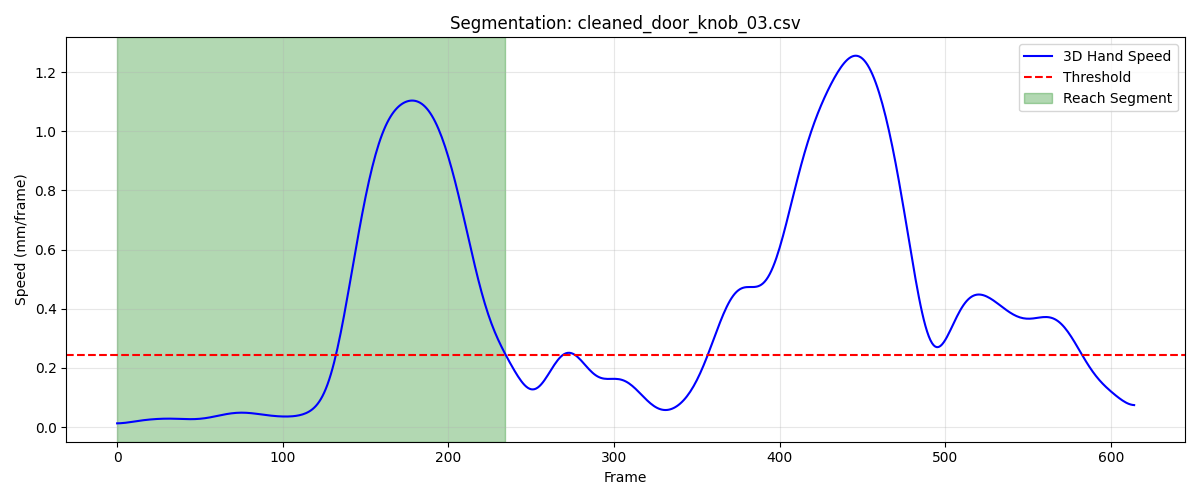 Segmentation: cleaned_door_knob_03.csv
3D Hand Speed
Threshold
Reach Segment
Speed (mm/frame)
1.2
1.0
0.8
0.6
0.4
0.2
0.0
0 100 200 300 400 500 600
Frame